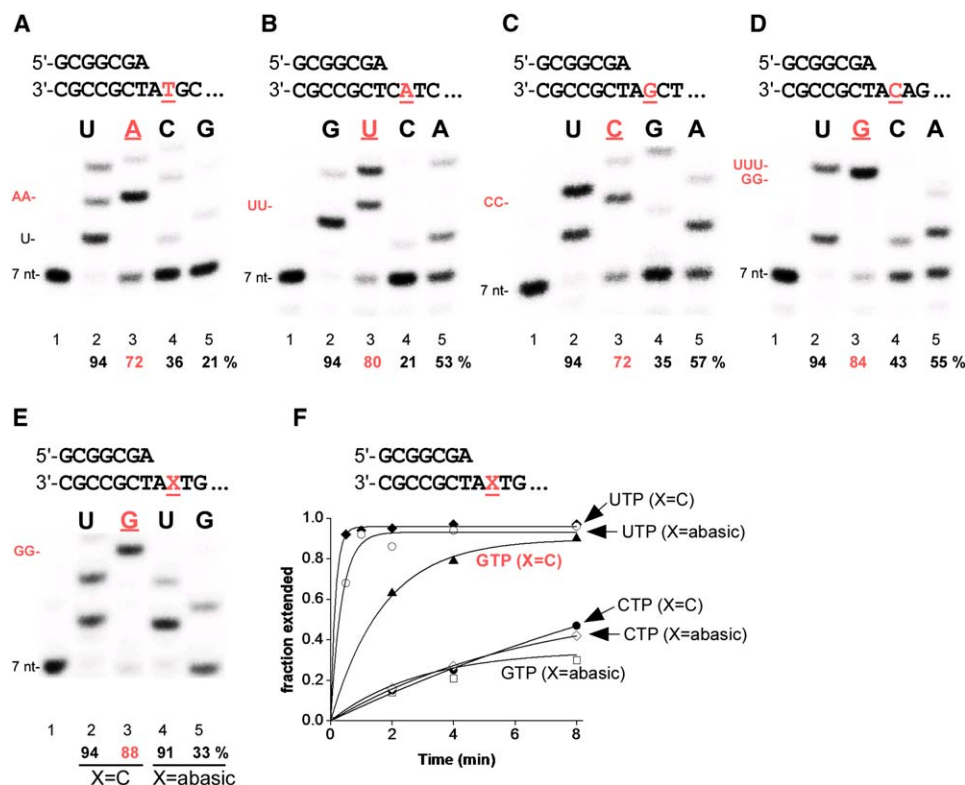 A
5'-GCGGCGA
3'-CGCCGCTATGC...
U A C G
AA-
U-
7 nt-
1 2 3 4 5
94 72 36 21 %
B
5'-GCGGCGA
3'-CGCCGCTCATC...
G U C A
UU-
7 nt-
1 2 3 4 5
94 80 21 53 %
C
5'-GCGGCGA
3'-CGCCGCTAGCT...
U C G A
CC-
7 nt-
1 2 3 4 5
94 72 35 57 %
D
5'-GCGGCGA
3'-CGCCGCTACAG...
U G C A
UUU-
GG-
7 nt-
1 2 3 4 5
94 84 43 55 %
E
5'-GCGGCGA
3'-CGCCGCTAXTG...
U G U G
GG-
7 nt-
1 2 3 4 5
94 88 91 33 %
X=C X=abasic
F
5'-GCGGCGA
3'-CGCCGCTAXTG...
fraction extended
1.0
0.8
0.6
0.4
0.2
0.0
0 2 4 6 8
Time (min)
UTP (X=C)
UTP (X=abasic)
GTP (X=C)
CTP (X=C)
CTP (X=abasic)
GTP (X=abasic)